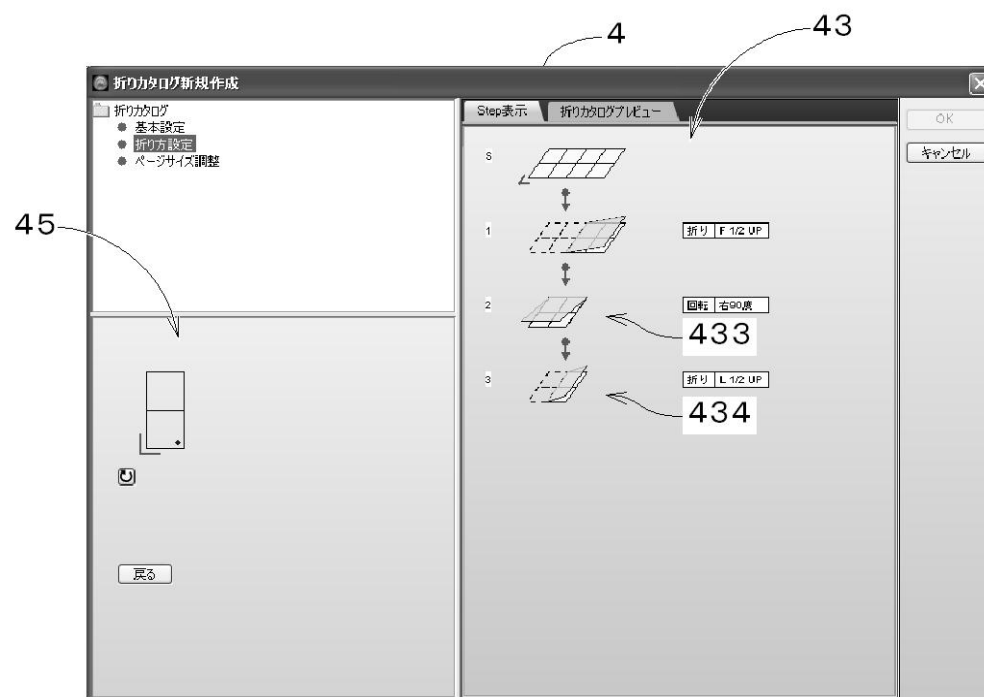 4
43
折りカタログ新規作成
折りカタログ
基本設定
折り方設定
ページサイズ調整
Step表示
折りカタログプレビュー
OK
キャンセル
S
1
折り F 1/2 UP
2
回転 右90度
433
3
折り L 1/2 UP
434
45
戻る